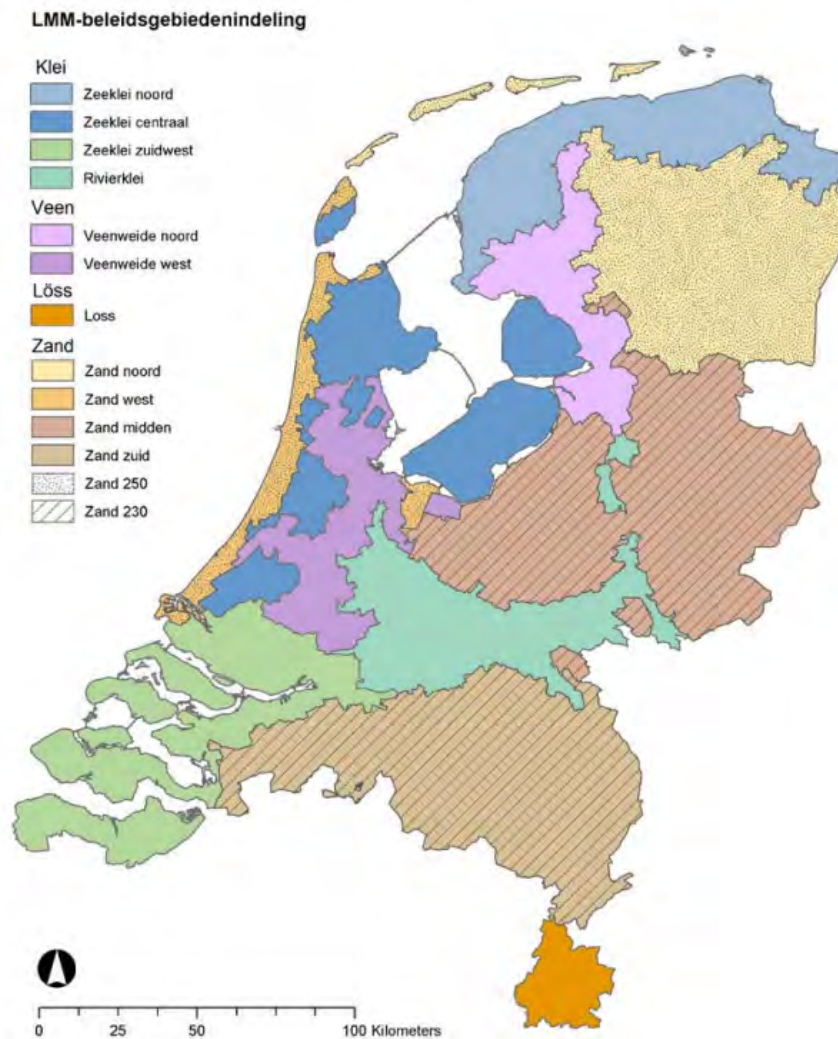 LMM-beleidsgebiedenindeling
Klei
Zeeklei noord
Zeeklei centraal
Zeeklei zuidwest
Rivierklei
Veen
Veenweide noord
Veenweide west
Löss
Loss
Zand
Zand noord
Zand west
Zand midden
Zand zuid
Zand 250
Zand 230
0 25 50 100 Kilometers